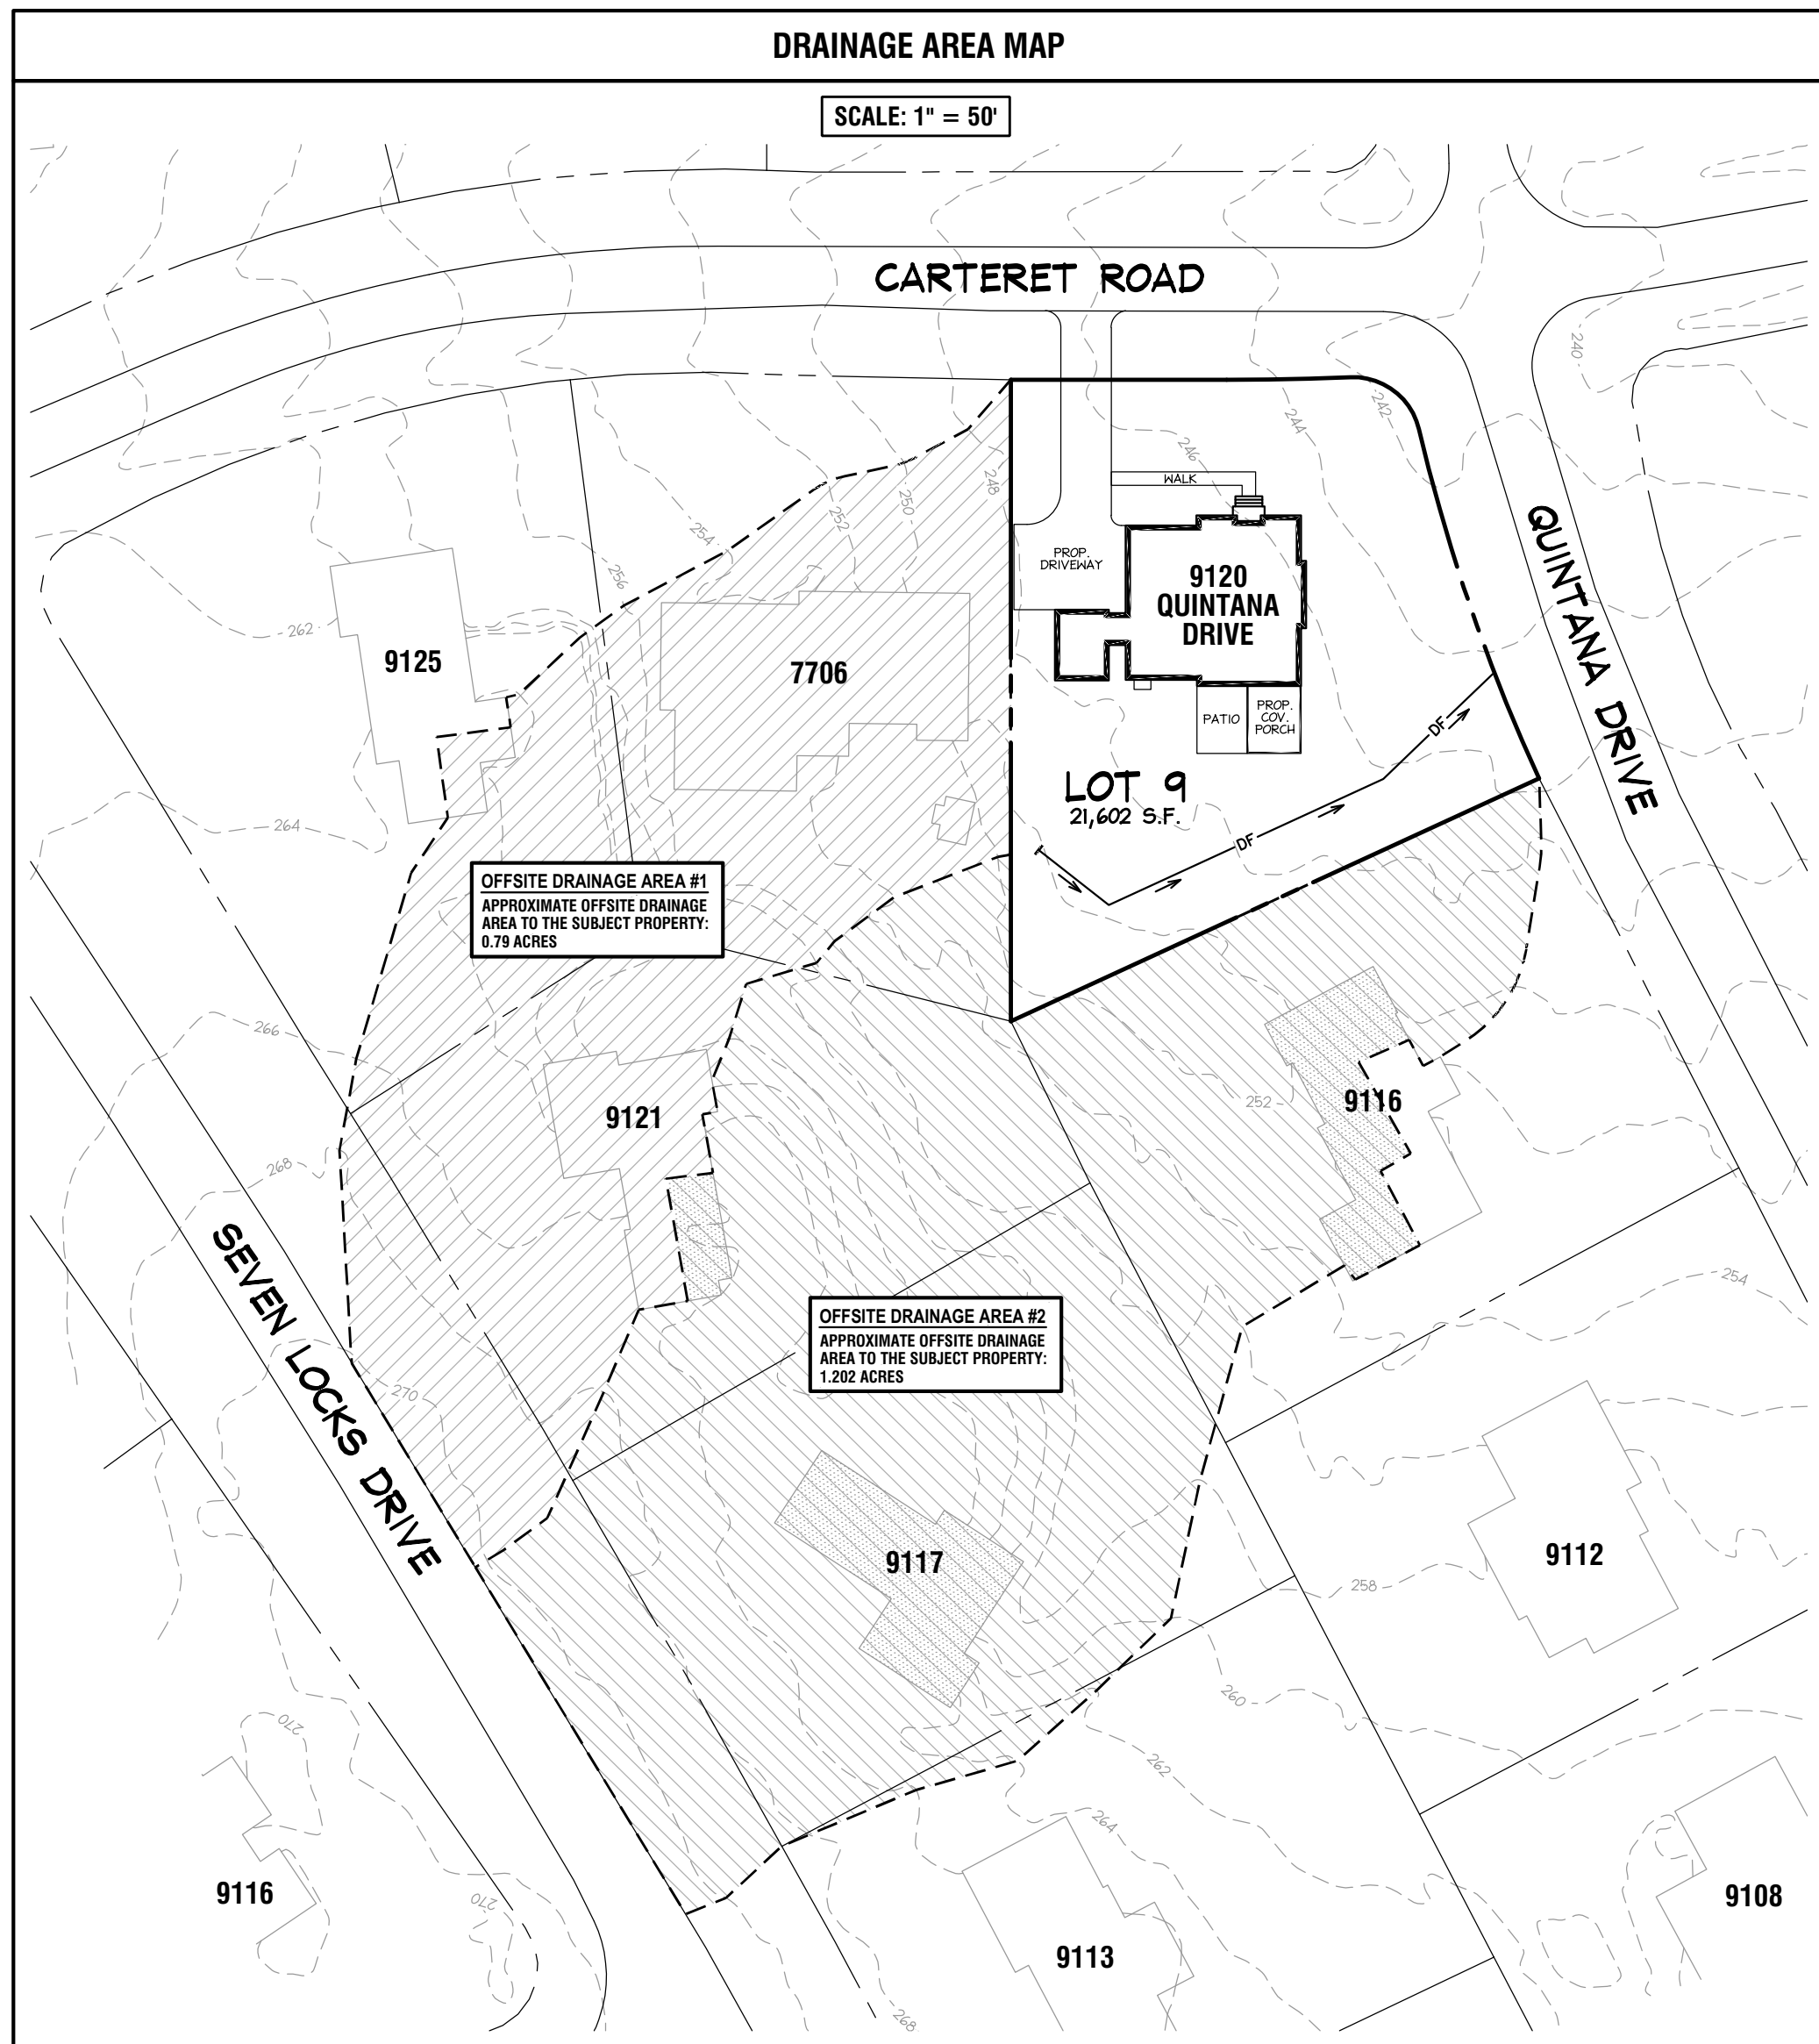 DRAINAGE AREA MAP
SCALE: 1" = 50'
CARTERET ROAD
240
242
244
246
248
250
252
254
256
WALK
PROP.
DRIVEWAY
9120
QUINTANA
DRIVE
QUINTANA DRIVE
262
9125
7706
PATIO
PROP.
COV.
PORCH
DF
LOT 9
21,602 S.F.
DF
264
OFFSITE DRAINAGE AREA #1
APPROXIMATE OFFSITE DRAINAGE
AREA TO THE SUBJECT PROPERTY:
0.79 ACRES
266
9121
252
9116
268
SEVEN LOCKS DRIVE
254
OFFSITE DRAINAGE AREA #2
APPROXIMATE OFFSITE DRAINAGE
AREA TO THE SUBJECT PROPERTY:
1.202 ACRES
270
9117
9112
258
260
270
262
264
9116
270
9108
9113
268